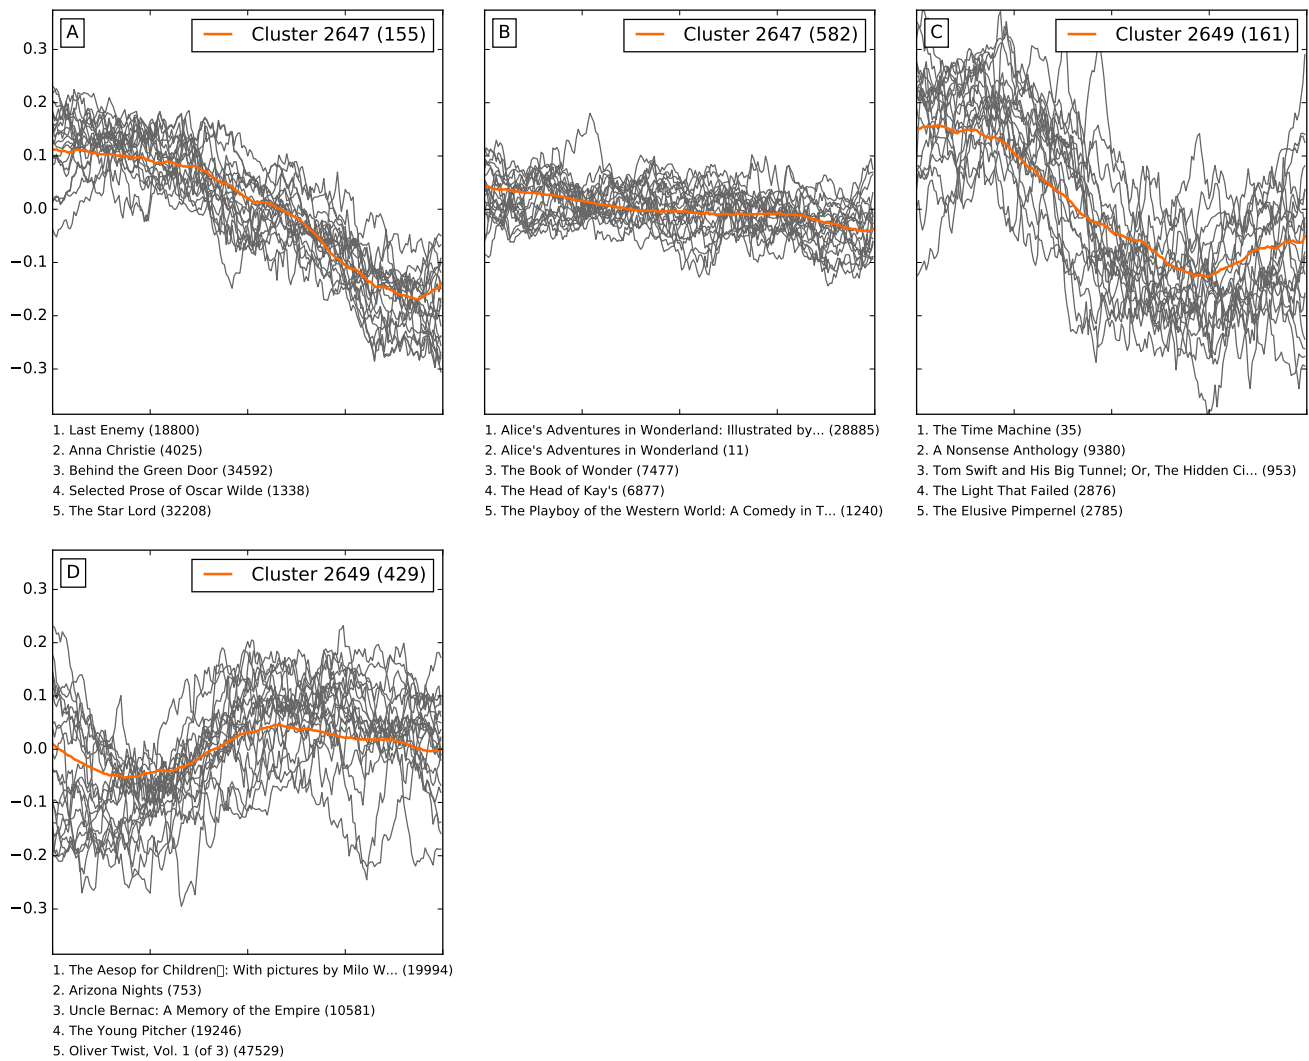 A
Cluster 2647 (155)
B
Cluster 2647 (582)
C
Cluster 2649 (161)
0.3
0.2
0.1
0.0
−0.1
−0.2
−0.3
1. Last Enemy (18800)
2. Anna Christie (4025)
3. Behind the Green Door (34592)
4. Selected Prose of Oscar Wilde (1338)
5. The Star Lord (32208)
1. Alice's Adventures in Wonderland: Illustrated by... (28885)
2. Alice's Adventures in Wonderland (11)
3. The Book of Wonder (7477)
4. The Head of Kay's (6877)
5. The Playboy of the Western World: A Comedy in T... (1240)
1. The Time Machine (35)
2. A Nonsense Anthology (9380)
3. Tom Swift and His Big Tunnel; Or, The Hidden Ci... (953)
4. The Light That Failed (2876)
5. The Elusive Pimpernel (2785)
D
Cluster 2649 (429)
0.3
0.2
0.1
0.0
−0.1
−0.2
−0.3
1. The Aesop for Children▯: With pictures by Milo W... (19994)
2. Arizona Nights (753)
3. Uncle Bernac: A Memory of the Empire (10581)
4. The Young Pitcher (19246)
5. Oliver Twist, Vol. 1 (of 3) (47529)